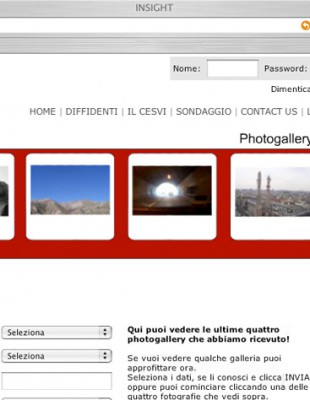 INSIGHT
Nome: Password:
Dimentica
HOME | DIFFIDENTI | IL CESVI | SONDAGGIO | CONTACT US |
Photogallery
Seleziona
Seleziona
Qui puoi vedere le ultime quattro
photogallery che abbiamo ricevuto!
Se vuoi vedere qualche galleria puoi
approfittare ora.
Seleziona i dati, se li conosci e clicca INVIA
oppure puoi cominciare cliccando una delle
quattro fotografie che vedi sopra.